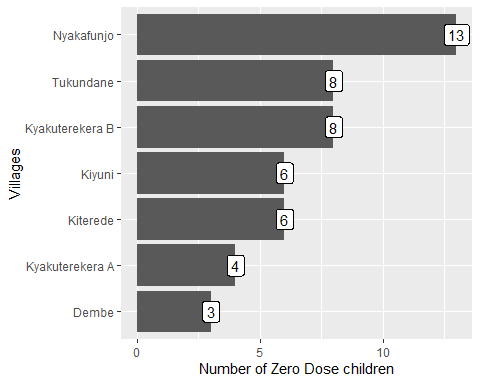 Villages
Nyakafunjo 13
Tukundane 8
Kyakuterekera B 8
Kiyuni 6
Kiterede 6
Kyakuterekera A 4
Dembe 3
0 5 10
Number of Zero Dose children